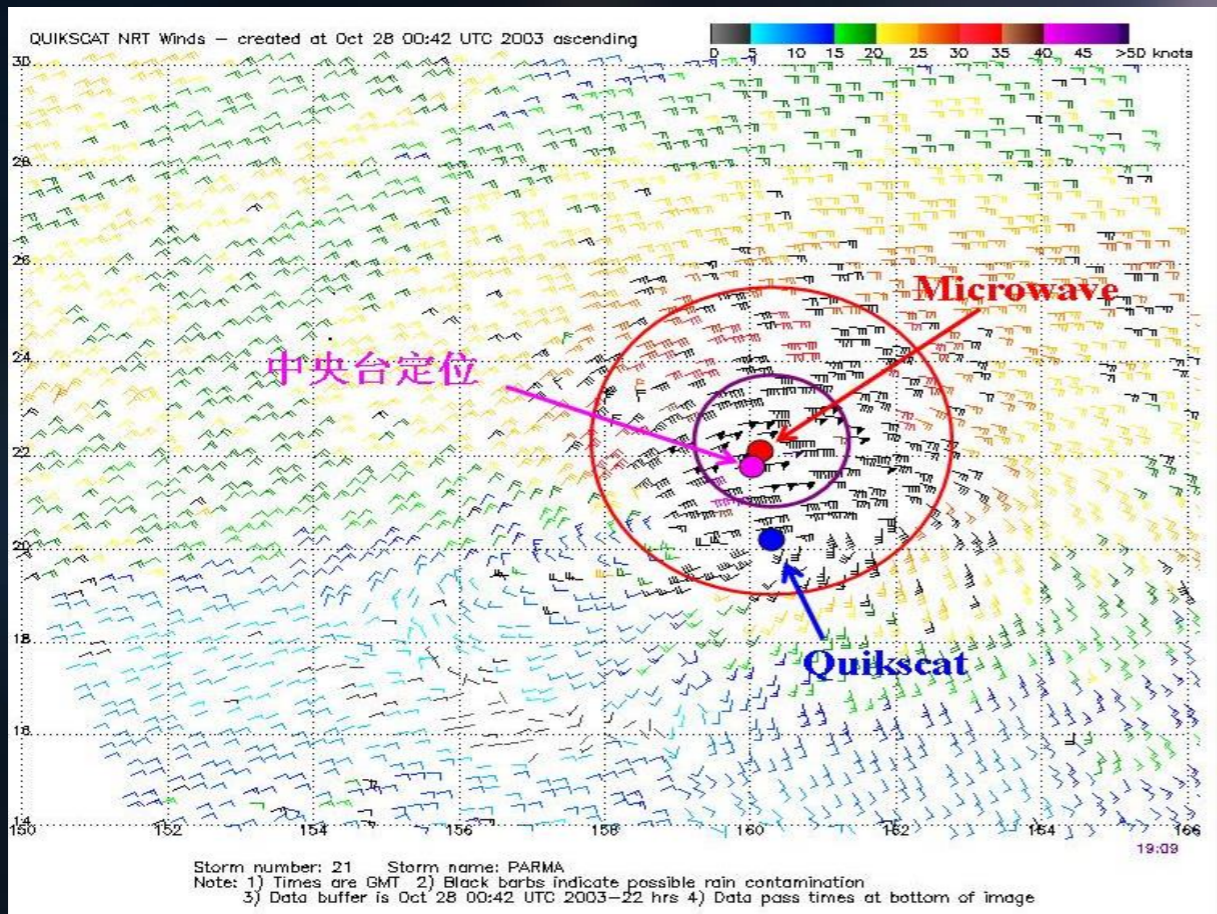 QUIKSCAT NRT Winds – created at Oct 28 00:42 UTC 2003 ascending
0 5 10 15 20 25 30 35 40 45 >50 knots
30
28
26
Microwave
24
中央台定位
22
20
18
Quikscat
16
14
150 152 154 156 158 160 162 164 166
19:09
Storm number: 21 Storm name: PARMA
Note: 1) Times are GMT 2) Black barbs indicate possible rain contamination
3) Data buffer is Oct 28 00:42 UTC 2003–22 hrs 4) Data pass times at bottom of image